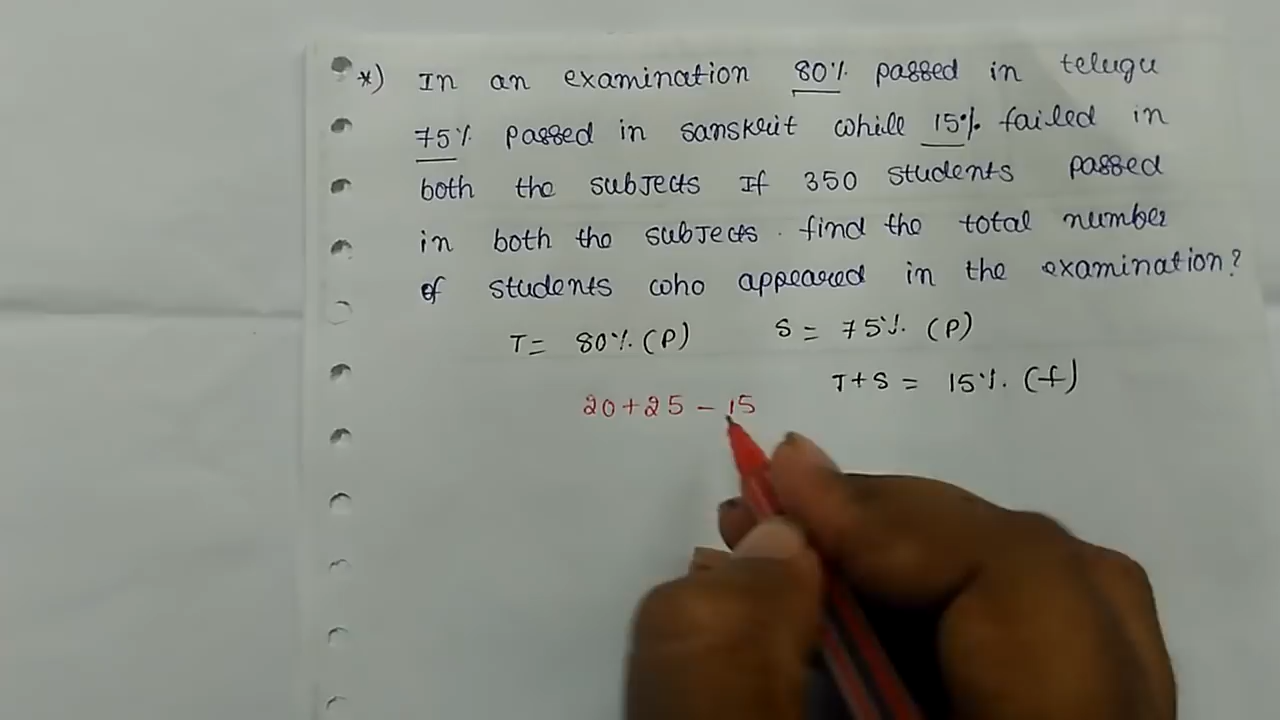 *) In an examination 80% passed in telugu
75% passed in sanskrit while 15% failed in
both the subjects If 350 students passed
in both the subjects. find the total number
of students who appeared in the examination?
T= 80% (P) S = 75% (P)
T+S = 15% (f)
20+25-15